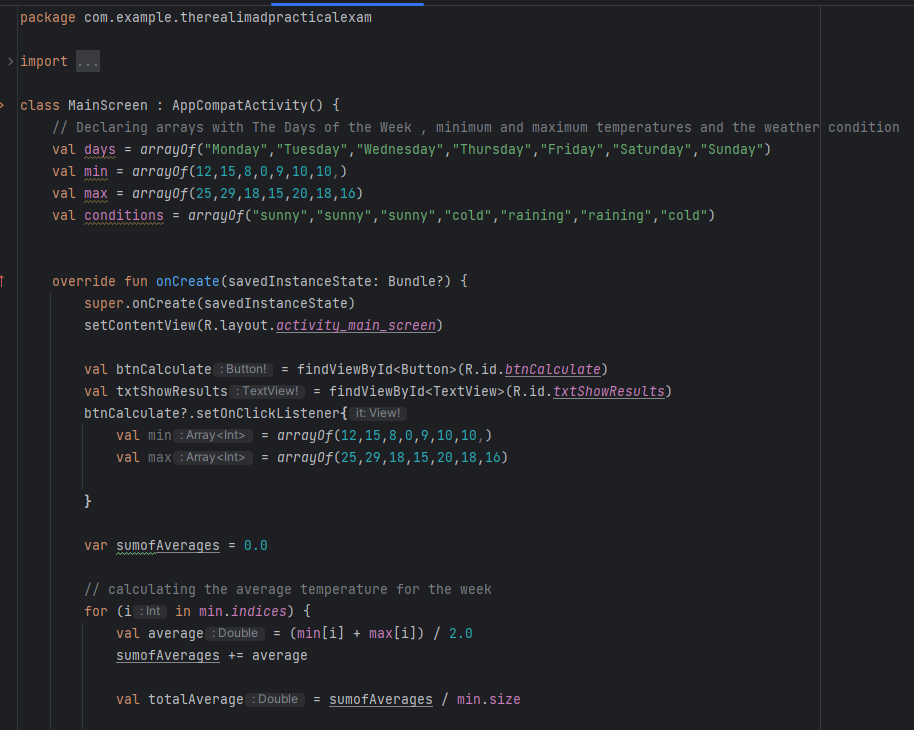 package com.example.therealimadpracticalexam
import ...
class MainScreen : AppCompatActivity() {
// Declaring arrays with The Days of the Week , minimum and maximum temperatures and the weather condition
val days = arrayOf("Monday","Tuesday","Wednesday","Thursday","Friday","Saturday","Sunday")
val min = arrayOf(12,15,8,0,9,10,10,)
val max = arrayOf(25,29,18,15,20,18,16)
val conditions = arrayOf("sunny","sunny","sunny","cold","raining","raining","cold")
override fun onCreate(savedInstanceState: Bundle?) {
super.onCreate(savedInstanceState)
setContentView(R.layout.activity_main_screen)
val btnCalculate : Button! = findViewById<Button>(R.id.btnCalculate)
val txtShowResults : TextView! = findViewById<TextView>(R.id.txtShowResults)
btnCalculate?.setOnClickListener{ it: View!
val min : Array<Int> = arrayOf(12,15,8,0,9,10,10,)
val max : Array<Int> = arrayOf(25,29,18,15,20,18,16)
}
var sumofAverages = 0.0
// calculating the average temperature for the week
for (i : Int in min.indices) {
val average : Double = (min[i] + max[i]) / 2.0
sumofAverages += average
val totalAverage : Double = sumofAverages / min.size